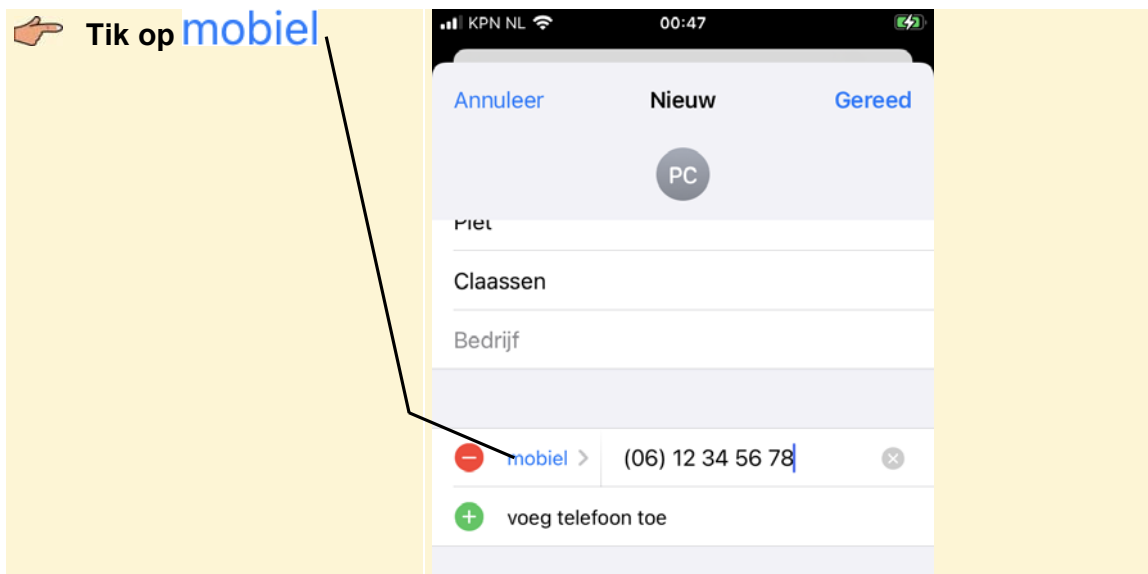 Tik op mobiel
KPN NL 00:47
Annuleer Nieuw Gereed
PC
Piet
Claassen
Bedrijf
mobiel (06) 12 34 56 78
voeg telefoon toe